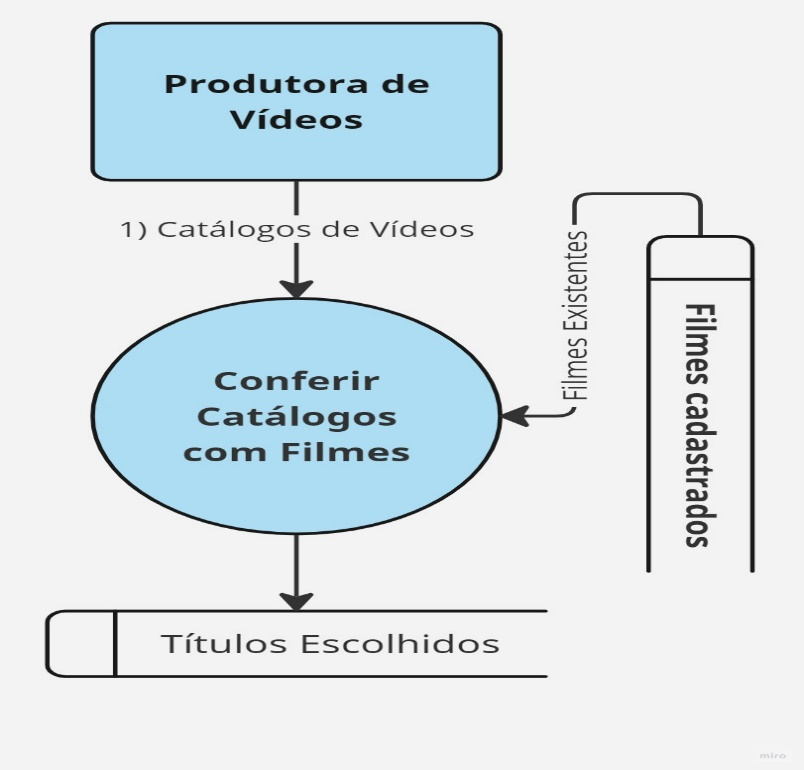 Produtora de
Vídeos
1) Catálogos de Vídeos
Filmes Existentes
Filmes cadastrados
Conferir
Catálogos
com Filmes
Títulos Escolhidos
miro